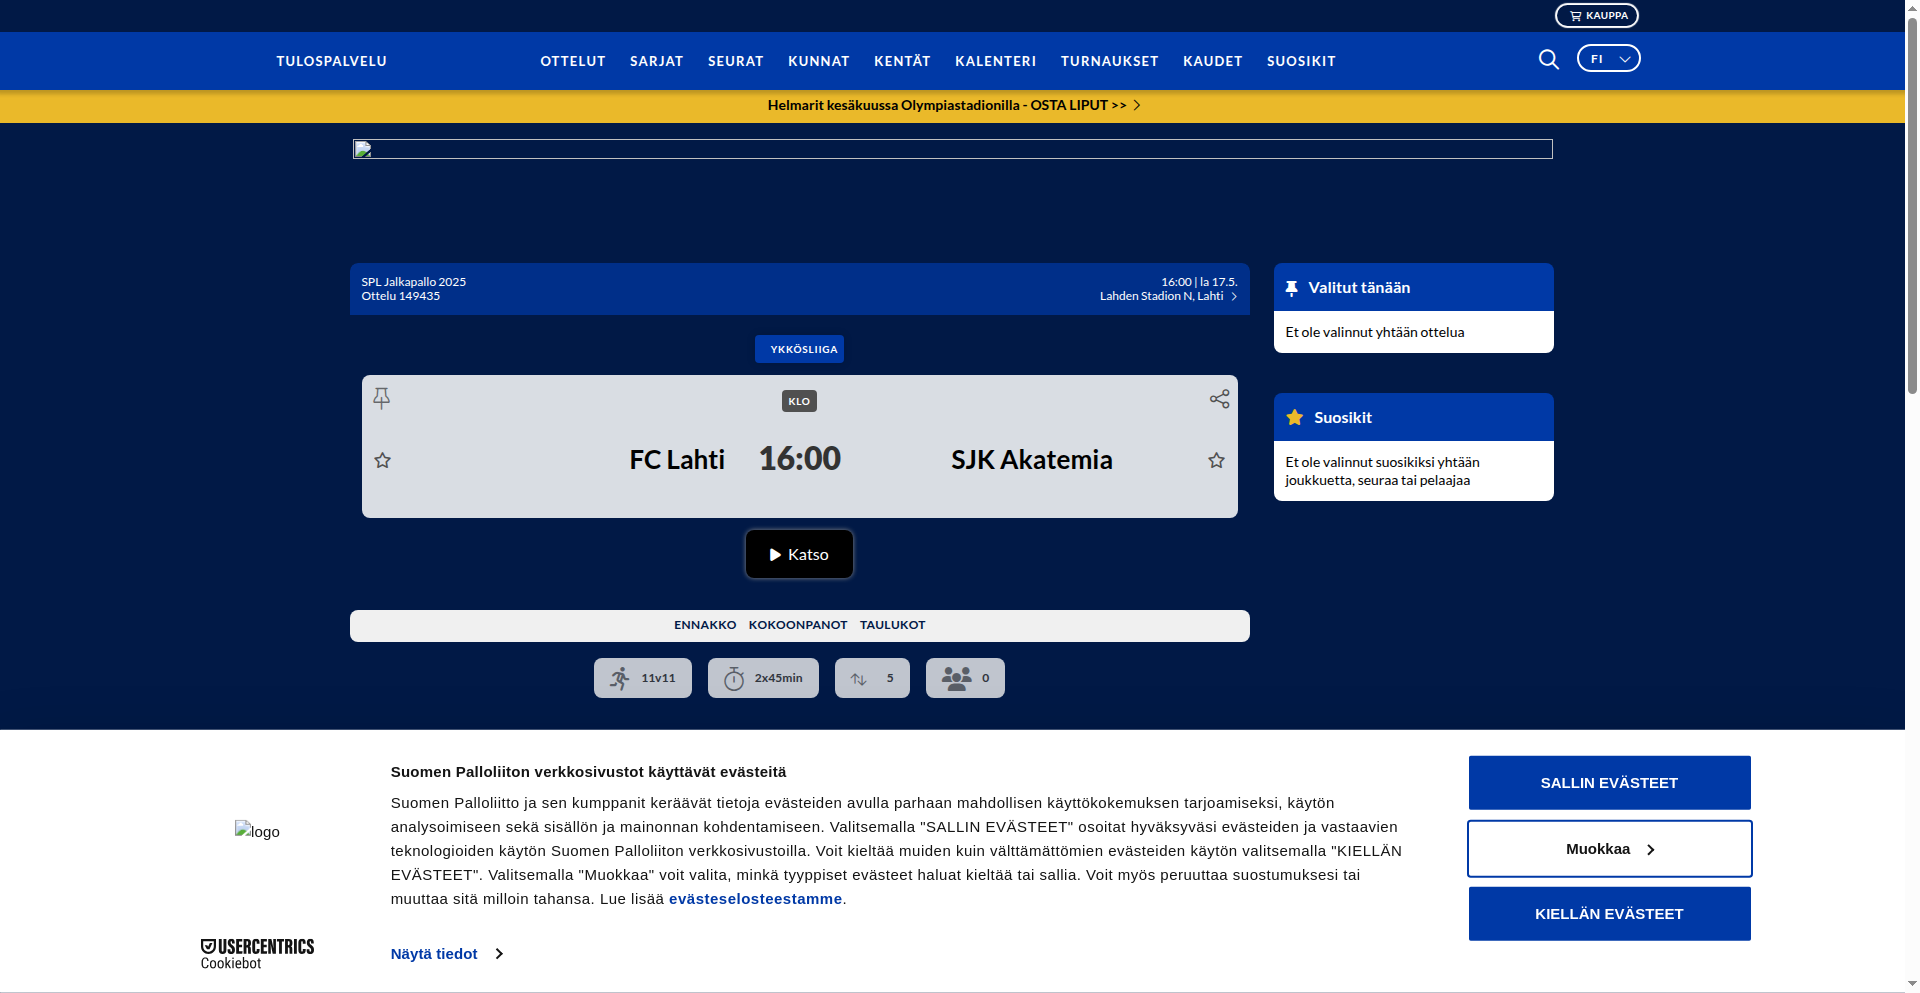 KAUPPA
TULOSPALVELU
OTTELUT SARJAT SEURAT KUNNAT KENTÄT KALENTERI TURNAUKSET KAUDET SUOSIKIT
FI
Helmarit kesäkuussa Olympiastadionilla - OSTA LIPUT >>
SPL Jalkapallo 2025
Ottelu 149435
16:00 | la 17.5.
Lahden Stadion N, Lahti
YKKÖSLIIGA
KLO
FC Lahti 16:00 SJK Akatemia
Katso
ENNAKKO KOKOONPANOT TAULUKOT
11v11 2x45min 5 0
Valitut tänään
Et ole valinnut yhtään ottelua
Suosikit
Et ole valinnut suosikiksi yhtään
joukkuetta, seuraa tai pelaajaa
logo
USERCENTRICS
Cookiebot
Suomen Palloliiton verkkosivustot käyttävät evästeitä
Suomen Palloliitto ja sen kumppanit keräävät tietoja evästeiden avulla parhaan mahdollisen käyttökokemuksen tarjoamiseksi, käytön
analysoimiseen sekä sisällön ja mainonnan kohdentamiseen. Valitsemalla "SALLIN EVÄSTEET" osoitat hyväksyväsi evästeiden ja vastaavien
teknologioiden käytön Suomen Palloliiton verkkosivustoilla. Voit kieltää muiden kuin välttämättömien evästeiden käytön valitsemalla "KIELLÄN
EVÄSTEET". Valitsemalla "Muokkaa" voit valita, minkä tyyppiset evästeet haluat kieltää tai sallia. Voit myös peruuttaa suostumuksesi tai
muuttaa sitä milloin tahansa. Lue lisää evästeselosteestamme.
Näytä tiedot
SALLIN EVÄSTEET
Muokkaa
KIELLÄN EVÄSTEET